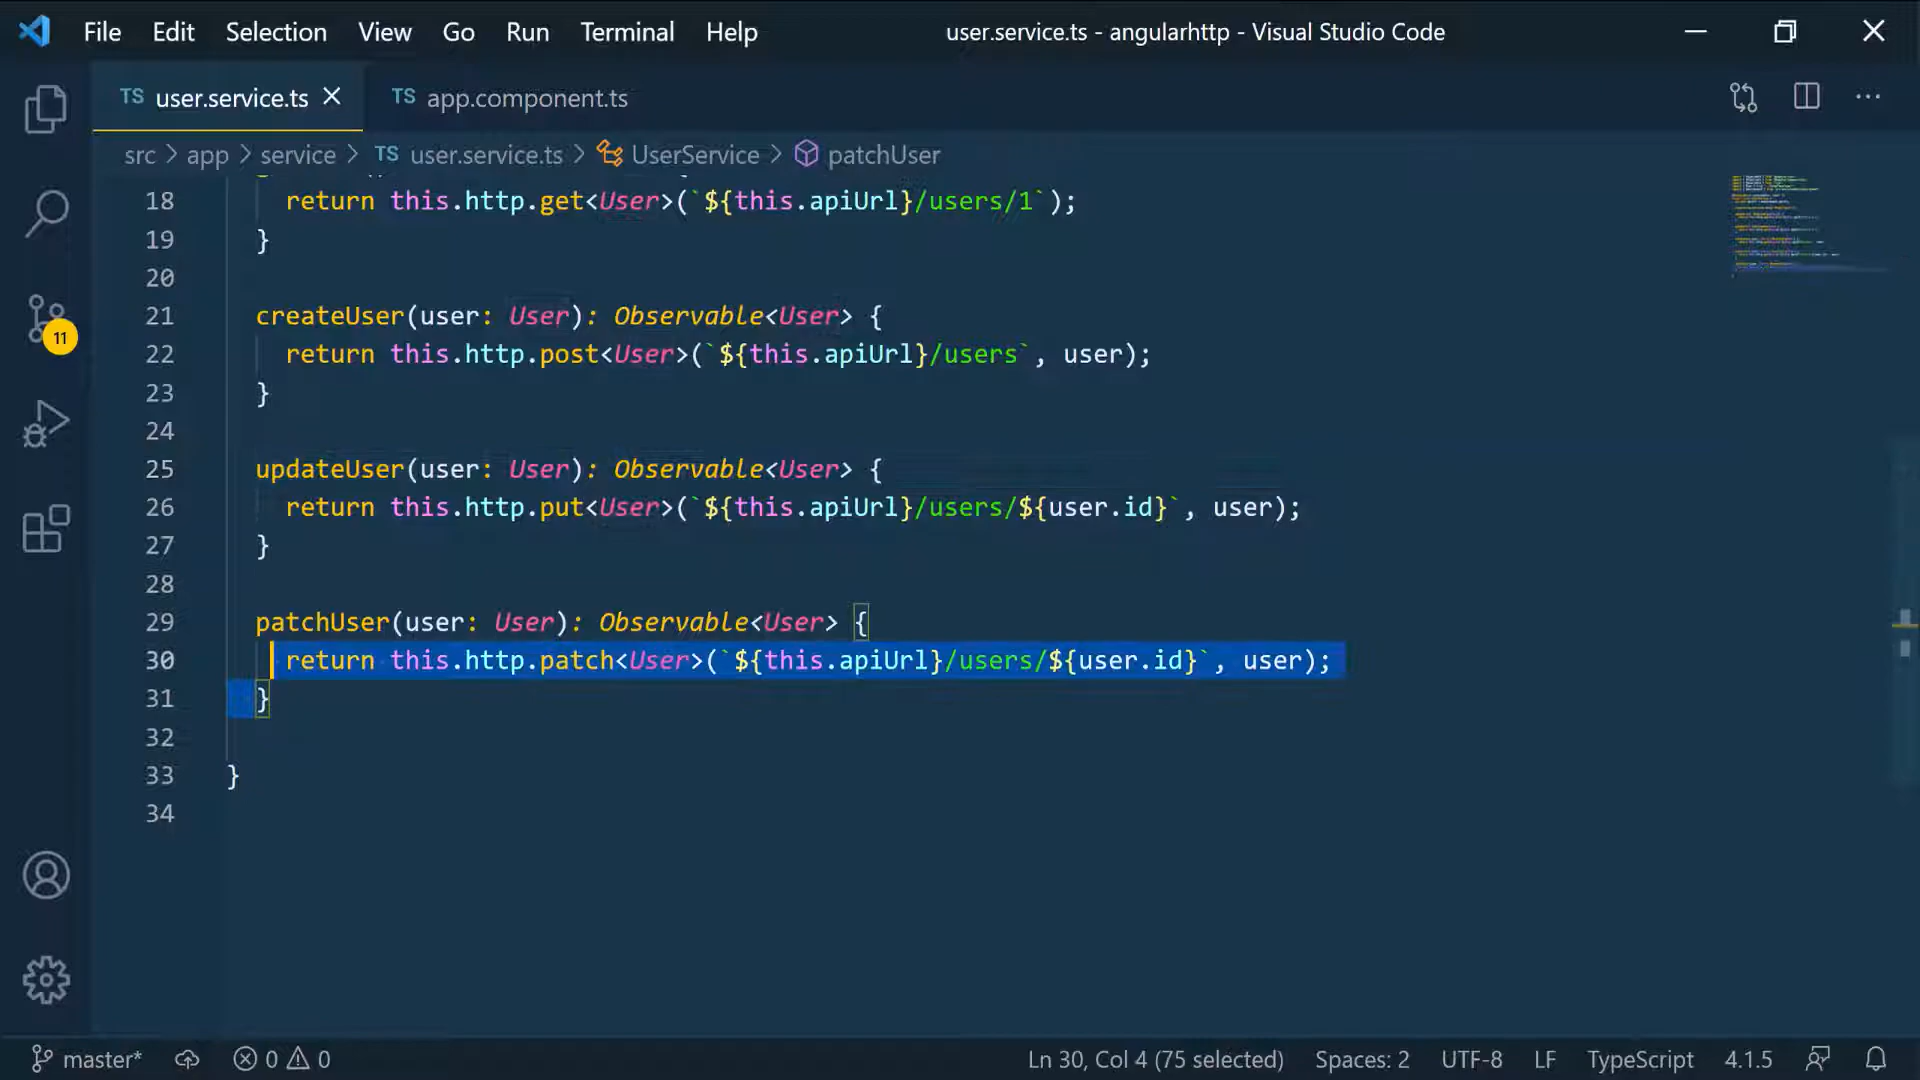 File Edit Selection View Go Run Terminal Help user.service.ts - angularhttp - Visual Studio Code
TS user.service.ts TS app.component.ts
src > app > service > TS user.service.ts > UserService > patchUser
18 return this.http.get<User>(`${this.apiUrl}/users/1`);
19 }
20
21 createUser(user: User): Observable<User> {
22 return this.http.post<User>(`${this.apiUrl}/users`, user);
23 }
24
25 updateUser(user: User): Observable<User> {
26 return this.http.put<User>(`${this.apiUrl}/users/${user.id}`, user);
27 }
28
29 patchUser(user: User): Observable<User> {
30 return this.http.patch<User>(`${this.apiUrl}/users/${user.id}`, user);
31 }
32
33 }
34
11
master* 0 0 Ln 30, Col 4 (75 selected) Spaces: 2 UTF-8 LF TypeScript 4.1.5